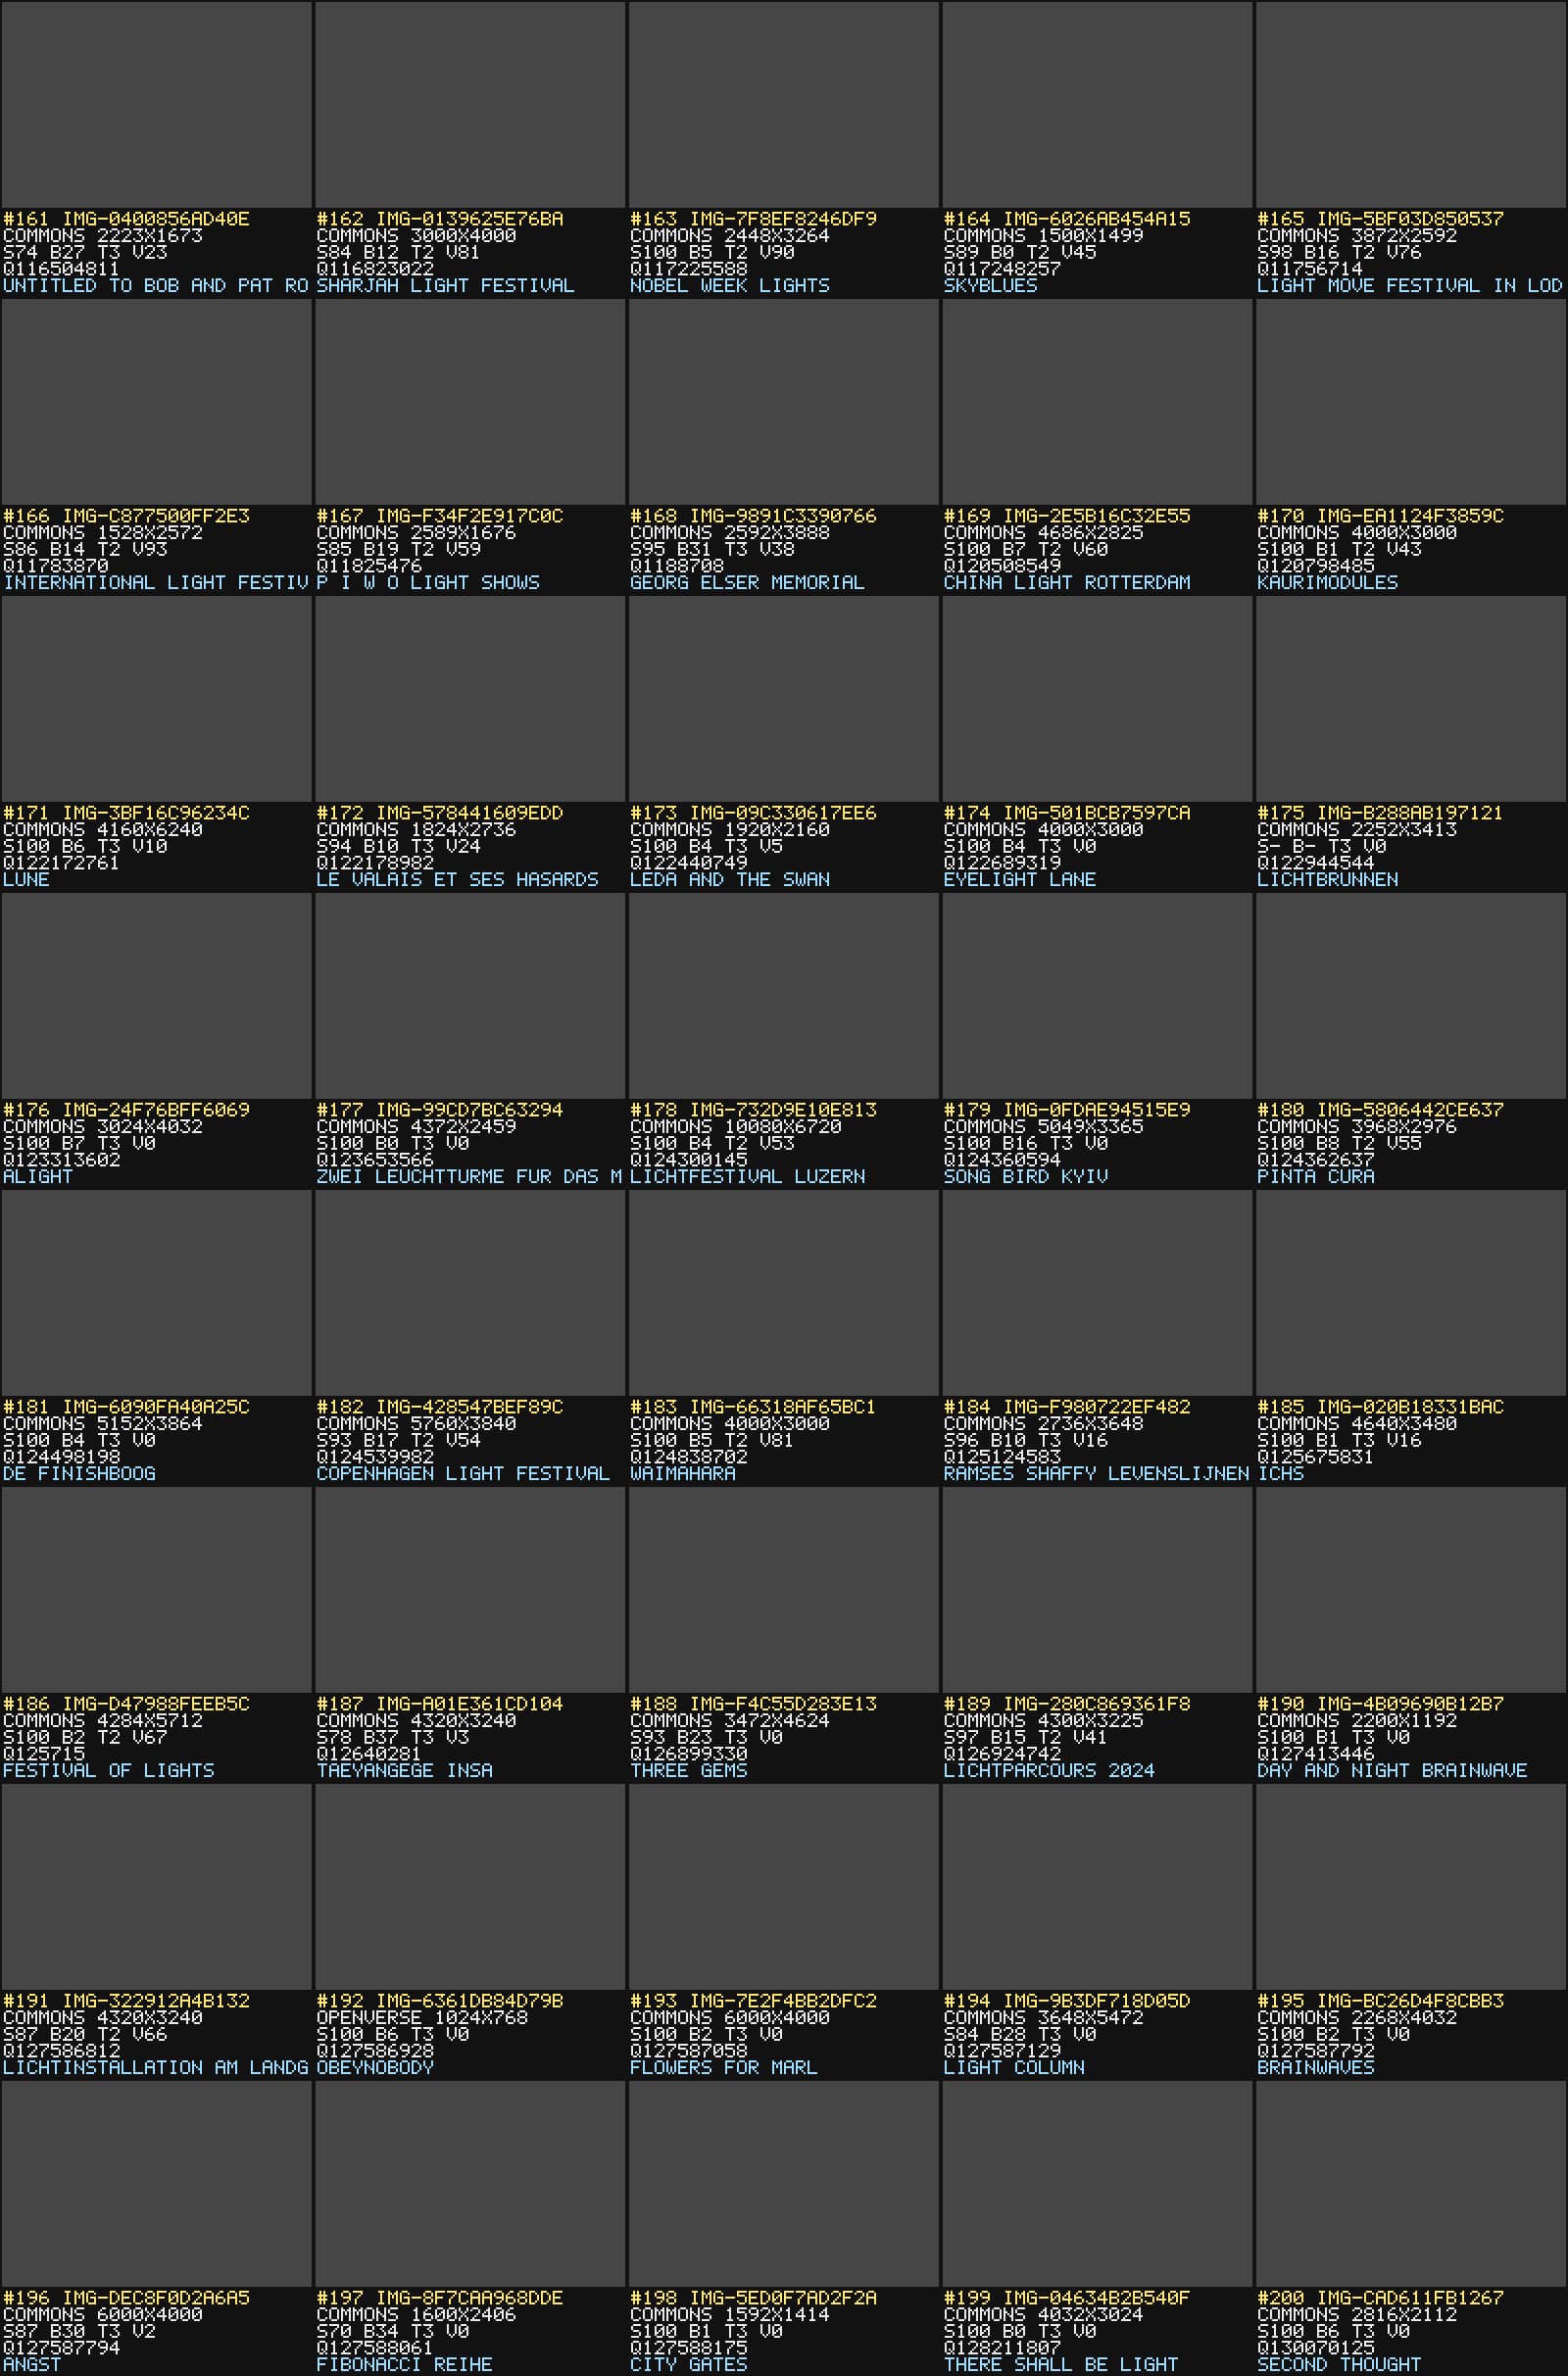 #161 IMG-0400856AD40E
COMMONS 2223X1673
S74 B27 T3 V23
Q116504811
UNTITLED TO BOB AND PAT RO
#162 IMG-0139625E76BA
COMMONS 3000X4000
S84 B12 T2 V81
Q116823022
SHARJAH LIGHT FESTIVAL
#163 IMG-7F8EF8246DF9
COMMONS 2448X3264
S100 B5 T2 V90
Q117225588
NOBEL WEEK LIGHTS
#164 IMG-6026AB454A15
COMMONS 1500X1499
S89 B0 T2 V45
Q117248257
SKYBLUES
#165 IMG-5BF03D850537
COMMONS 3872X2592
S98 B16 T2 V76
Q11756714
LIGHT MOVE FESTIVAL IN LOD
#166 IMG-C877500FF2E3
COMMONS 1528X2572
S86 B14 T2 V93
Q11783870
INTERNATIONAL LIGHT FESTIV
#167 IMG-F34F2E917C0C
COMMONS 2589X1676
S85 B19 T2 V59
Q11825476
P I W O LIGHT SHOWS
#168 IMG-9891C3390766
COMMONS 2592X3888
S95 B31 T3 V38
Q1188708
GEORG ELSER MEMORIAL
#169 IMG-2E5B16C32E55
COMMONS 4686X2825
S100 B7 T2 V60
Q120508549
CHINA LIGHT ROTTERDAM
#170 IMG-EA1124F3859C
COMMONS 4000X3000
S100 B1 T2 V43
Q120798485
KAURIMODULES
#171 IMG-3BF16C96234C
COMMONS 4160X6240
S100 B6 T3 V10
Q122172761
LUNE
#172 IMG-578441609EDD
COMMONS 1824X2736
S94 B10 T3 V24
Q122178982
LE VALAIS ET SES HASARDS
#173 IMG-09C330617EE6
COMMONS 1920X2160
S100 B4 T3 V5
Q122440749
LEDA AND THE SWAN
#174 IMG-501BCB7597CA
COMMONS 4000X3000
S100 B4 T3 V0
Q122689319
EYELIGHT LANE
#175 IMG-B288AB197121
COMMONS 2252X3413
S- B- T3 V0
Q122944544
LICHTBRUNNEN
#176 IMG-24F76BFF6069
COMMONS 3024X4032
S100 B7 T3 V0
Q123313602
ALIGHT
#177 IMG-99CD7BC63294
COMMONS 4372X2459
S100 B0 T3 V0
Q123653566
ZWEI LEUCHTTURME FUR DAS M
#178 IMG-732D9E10E813
COMMONS 10080X6720
S100 B4 T2 V53
Q124300145
LICHTFESTIVAL LUZERN
#179 IMG-0FDAE94515E9
COMMONS 5049X3365
S100 B16 T3 V0
Q124360594
SONG BIRD KYIV
#180 IMG-5806442CE637
COMMONS 3968X2976
S100 B8 T2 V55
Q124362637
PINTA CURA
#181 IMG-6090FA40A25C
COMMONS 5152X3864
S100 B4 T3 V0
Q124498198
DE FINISHBOOG
#182 IMG-428547BEF89C
COMMONS 5760X3840
S93 B17 T2 V54
Q124539982
COPENHAGEN LIGHT FESTIVAL
#183 IMG-66318AF65BC1
COMMONS 4000X3000
S100 B5 T2 V81
Q124838702
WAIMAHARA
#184 IMG-F980722EF482
COMMONS 2736X3648
S96 B10 T3 V16
Q125124583
RAMSES SHAFFY LEVENSLIJNEN
#185 IMG-020B18331BAC
COMMONS 4640X3480
S100 B1 T3 V16
Q125675831
ICHS
#186 IMG-D47988FEEB5C
COMMONS 4284X5712
S100 B2 T2 V67
Q125715
FESTIVAL OF LIGHTS
#187 IMG-A01E361CD104
COMMONS 4320X3240
S78 B37 T3 V3
Q12640281
TAEYANGEGE INSA
#188 IMG-F4C55D283E13
COMMONS 3472X4624
S93 B23 T3 V0
Q126899330
THREE GEMS
#189 IMG-280C869361F8
COMMONS 4300X3225
S97 B15 T2 V41
Q126924742
LICHTPARCOURS 2024
#190 IMG-4B09690B12B7
COMMONS 2200X1192
S100 B1 T3 V0
Q127413446
DAY AND NIGHT BRAINWAVE
#191 IMG-322912A4B132
COMMONS 4320X3240
S87 B20 T2 V66
Q127586812
LICHTINSTALLATION AM LANDG
#192 IMG-6361DB84D79B
OPENVERSE 1024X768
S100 B6 T3 V0
Q127586928
OBEYNOBODY
#193 IMG-7E2F4BB2DFC2
COMMONS 6000X4000
S100 B2 T3 V0
Q127587058
FLOWERS FOR MARL
#194 IMG-9B3DF718D05D
COMMONS 3648X5472
S84 B28 T3 V0
Q127587129
LIGHT COLUMN
#195 IMG-BC26D4F8CBB3
COMMONS 2268X4032
S100 B2 T3 V0
Q127587792
BRAINWAVES
#196 IMG-DEC8F0D2A6A5
COMMONS 6000X4000
S87 B30 T3 V2
Q127587794
ANGST
#197 IMG-8F7CAA968DDE
COMMONS 1600X2406
S70 B34 T3 V0
Q127588061
FIBONACCI REIHE
#198 IMG-5ED0F7AD2F2A
COMMONS 1592X1414
S100 B1 T3 V0
Q127588175
CITY GATES
#199 IMG-04634B2B540F
COMMONS 4032X3024
S100 B0 T3 V0
Q128211807
THERE SHALL BE LIGHT
#200 IMG-CAD611FB1267
COMMONS 2816X2112
S100 B6 T3 V0
Q130070125
SECOND THOUGHT